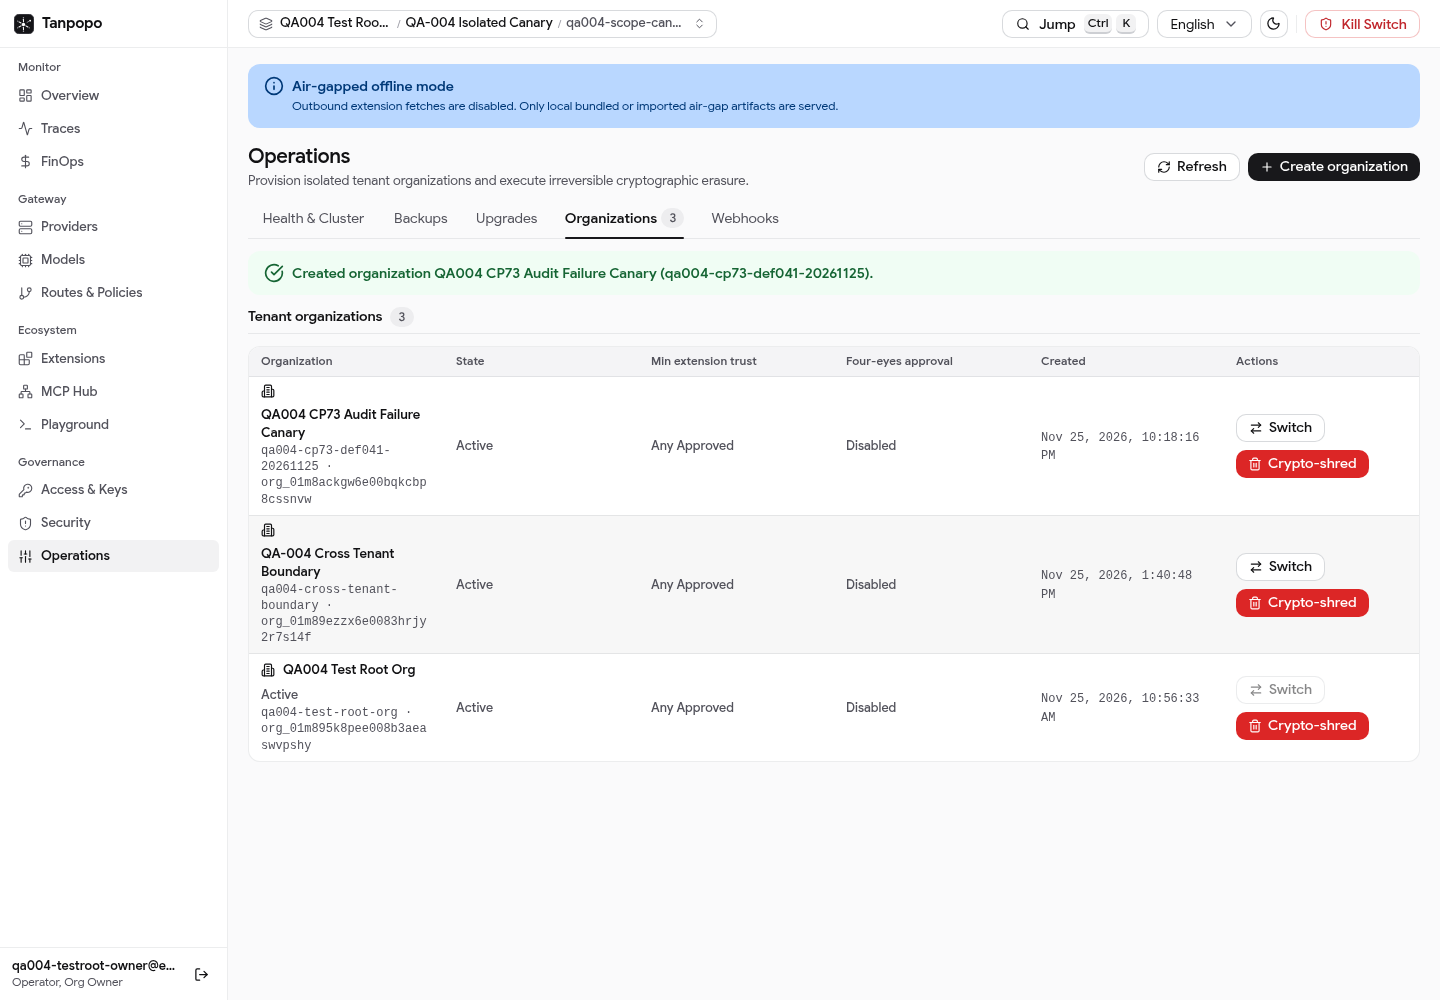 Tanpopo
QA004 Test Roo... / QA-004 Isolated Canary / qa004-scope-can...
Jump Ctrl K
English
Kill Switch
Monitor
Overview
Traces
FinOps
Gateway
Providers
Models
Routes & Policies
Ecosystem
Extensions
MCP Hub
Playground
Governance
Access & Keys
Security
Operations
qa004-testroot-owner@e...
Operator, Org Owner
Air-gapped offline mode
Outbound extension fetches are disabled. Only local bundled or imported air-gap artifacts are served.
Operations
Provision isolated tenant organizations and execute irreversible cryptographic erasure.
Refresh
Create organization
Health & Cluster Backups Upgrades Organizations 3 Webhooks
Created organization QA004 CP73 Audit Failure Canary (qa004-cp73-def041-20261125).
Tenant organizations 3
Organization State Min extension trust Four-eyes approval Created Actions
QA004 CP73 Audit Failure
Canary
qa004-cp73-def041-
20261125 ·
org_01m8ackgw6e00bqkcbp
8cssnvw
Active
Any Approved
Disabled
Nov 25, 2026, 10:18:16
PM
Switch
Crypto-shred
QA-004 Cross Tenant
Boundary
qa004-cross-tenant-
boundary ·
org_01m89ezzx6e0083hrjy
2r7s14f
Active
Any Approved
Disabled
Nov 25, 2026, 1:40:48
PM
Switch
Crypto-shred
QA004 Test Root Org
Active
qa004-test-root-org ·
org_01m895k8pee008b3aea
swvpshy
Active
Any Approved
Disabled
Nov 25, 2026, 10:56:33
AM
Switch
Crypto-shred